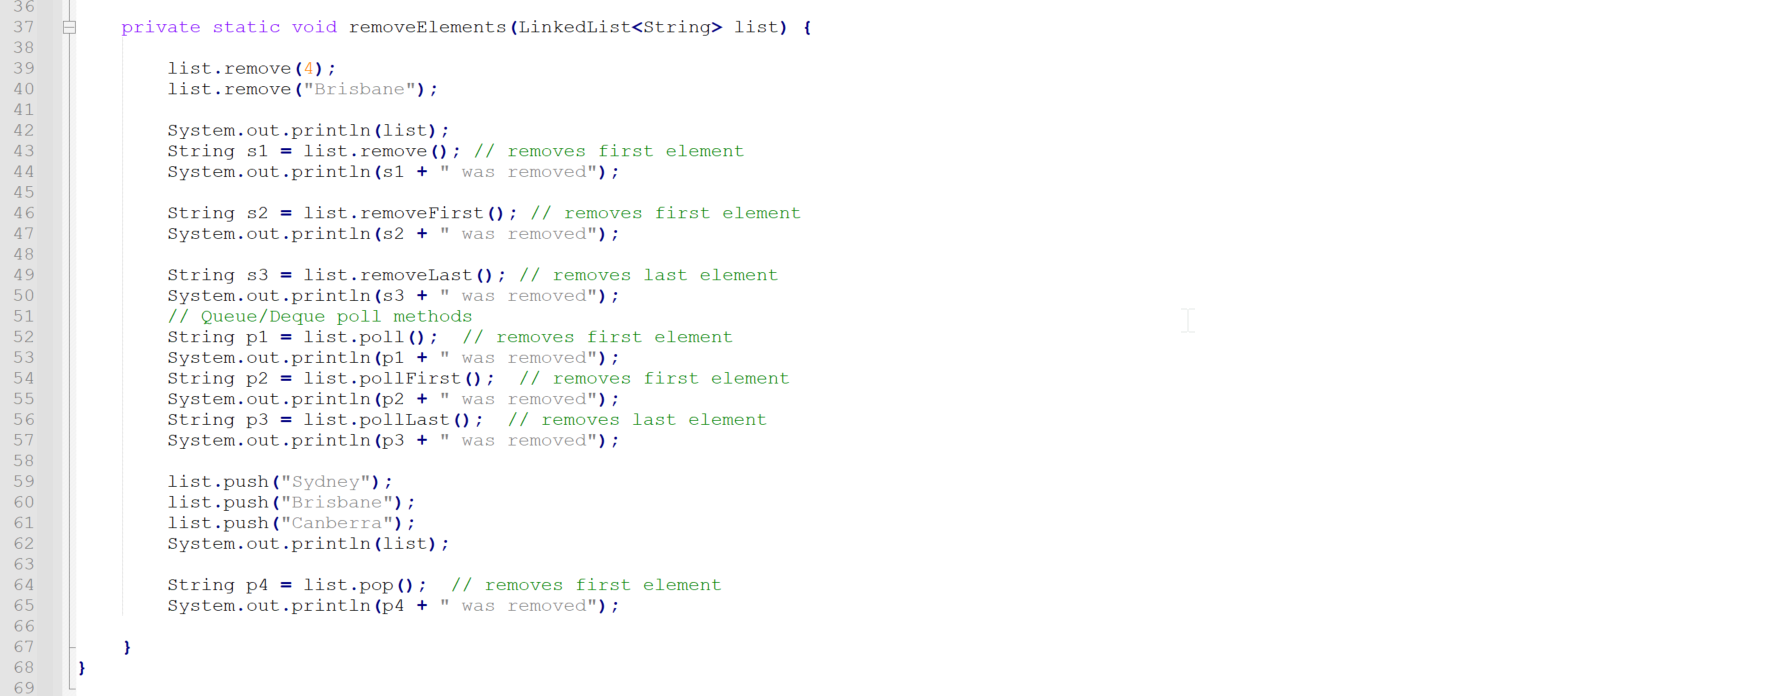 36
37 private static void removeElements(LinkedList<String> list) {
38
39 list.remove(4);
40 list.remove("Brisbane");
41
42 System.out.println(list);
43 String s1 = list.remove(); // removes first element
44 System.out.println(s1 + " was removed");
45
46 String s2 = list.removeFirst(); // removes first element
47 System.out.println(s2 + " was removed");
48
49 String s3 = list.removeLast(); // removes last element
50 System.out.println(s3 + " was removed");
51 // Queue/Deque poll methods
52 String p1 = list.poll(); // removes first element
53 System.out.println(p1 + " was removed");
54 String p2 = list.pollFirst(); // removes first element
55 System.out.println(p2 + " was removed");
56 String p3 = list.pollLast(); // removes last element
57 System.out.println(p3 + " was removed");
58
59 list.push("Sydney");
60 list.push("Brisbane");
61 list.push("Canberra");
62 System.out.println(list);
63
64 String p4 = list.pop(); // removes first element
65 System.out.println(p4 + " was removed");
66
67 }
68 }
69